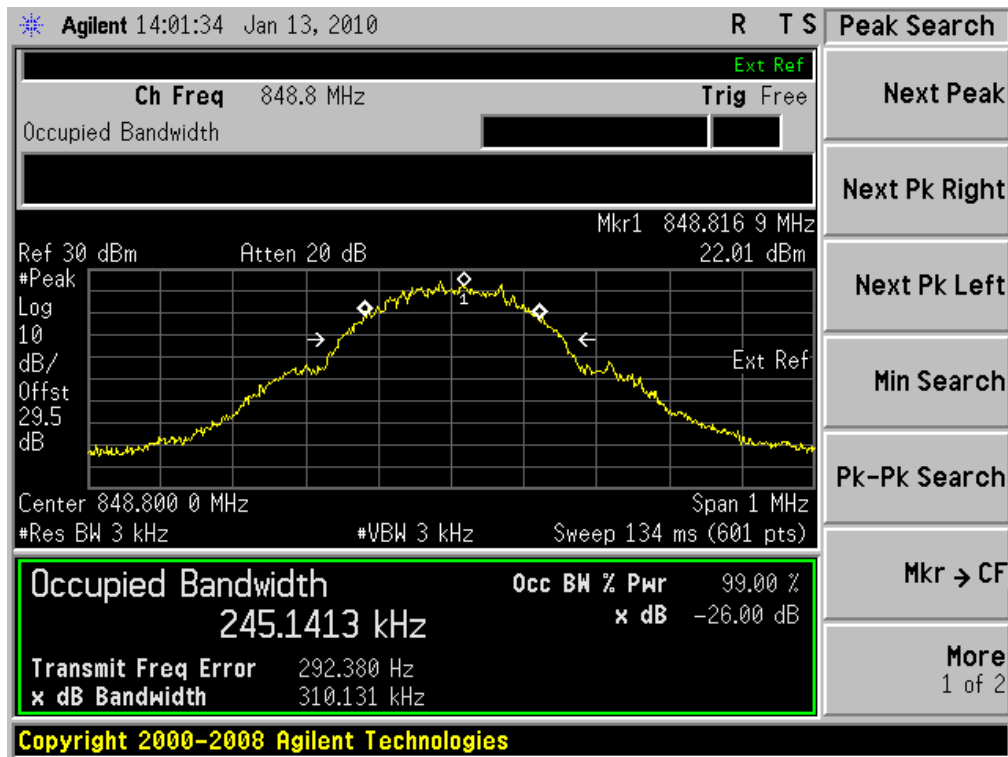 Agilent 14:01:34 Jan 13, 2010 R T S
Peak Search
Ext Ref
Ch Freq 848.8 MHz Trig Free
Occupied Bandwidth
Mkr1 848.816 9 MHz
Ref 30 dBm Atten 20 dB 22.01 dBm
#Peak
Log
10
dB/
Offst
29.5
dB
1
Ext Ref
Center 848.800 0 MHz Span 1 MHz
#Res BW 3 kHz #VBW 3 kHz Sweep 134 ms (601 pts)
Occupied Bandwidth Occ BW % Pwr 99.00 %
245.1413 kHz x dB -26.00 dB
Transmit Freq Error 292.380 Hz
x dB Bandwidth 310.131 kHz
Next Peak
Next Pk Right
Next Pk Left
Min Search
Pk-Pk Search
Mkr → CF
More
1 of 2
Copyright 2000-2008 Agilent Technologies